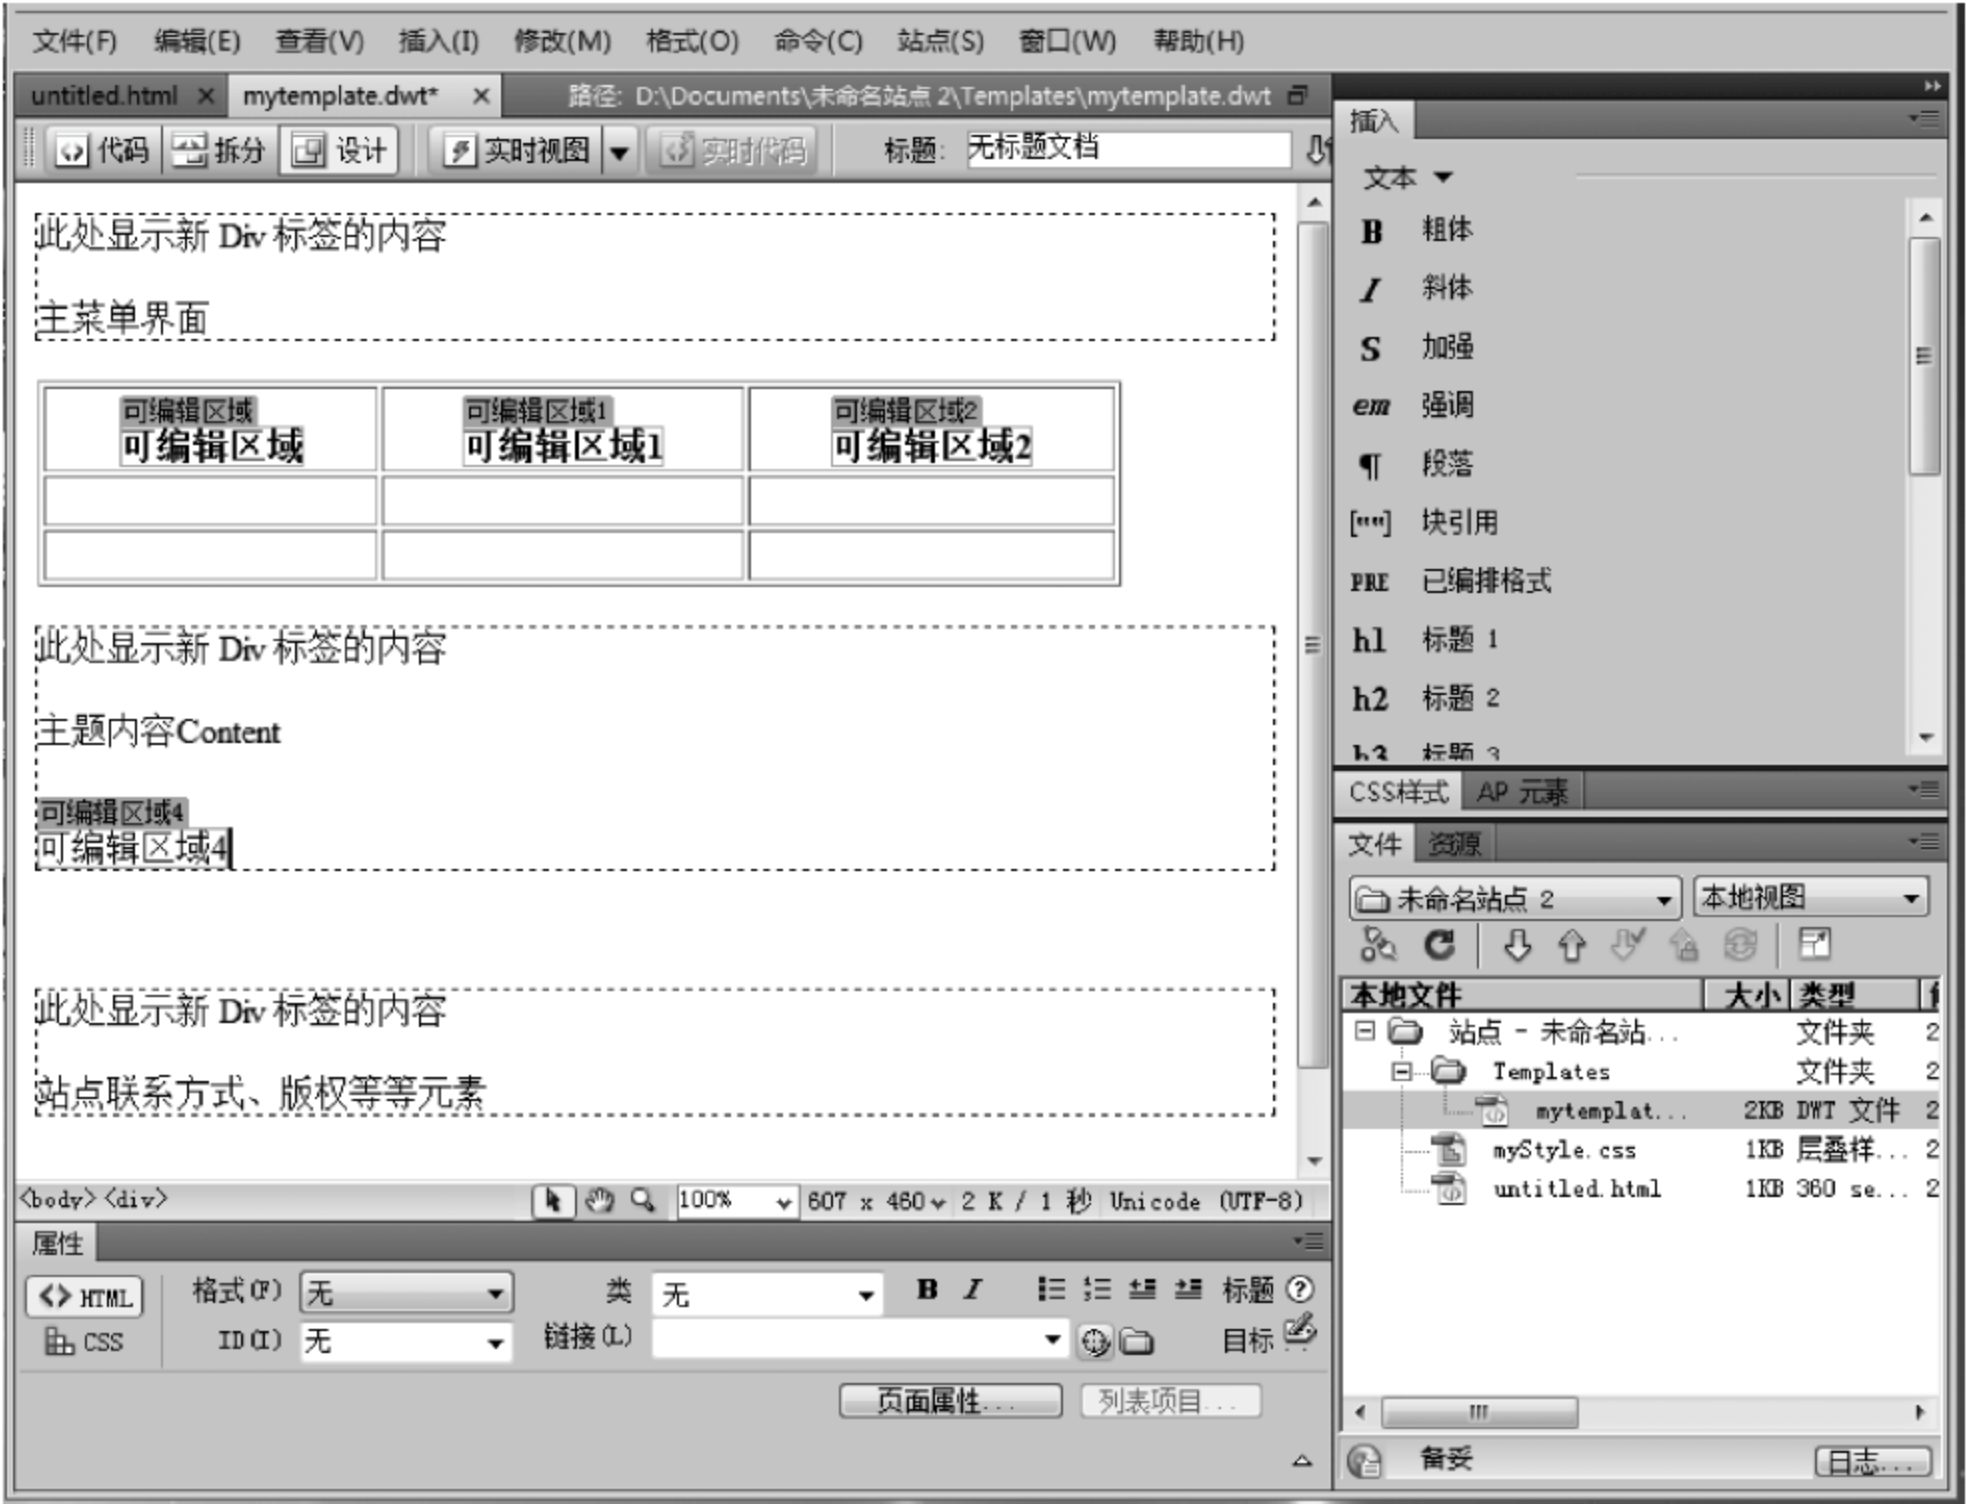 文件(F) 编辑(E) 查看(V) 插入(I) 修改(M) 格式(O) 命令(C) 站点(S) 窗口(W) 帮助(H)
untitled.html × mytemplate.dwt* × 路径: D:\Documents\未命名站点 2\Templates\mytemplate.dwt
代码 拆分 设计 实时视图 实时代码 标题: 无标题文档
此处显示新 Div 标签的内容
主菜单界面
可编辑区域 可编辑区域1 可编辑区域2
可编辑区域 可编辑区域1 可编辑区域2
此处显示新 Div 标签的内容
主题内容Content
可编辑区域4
可编辑区域4
此处显示新 Div 标签的内容
站点联系方式、版权等等元素
<body> <div> 100% 607 x 460 2 K / 1 秒 Unicode (UTF-8)
属性
<> HTML 格式(F) 无 类 无 B I 标题
CSS ID(I) 无 链接(L) 目标
页面属性... 列表项目...
插入
文本
B 粗体
I 斜体
S 加强
em 强调
¶ 段落
[""] 块引用
PRE 已编排格式
h1 标题 1
h2 标题 2
h3 标题 3
CSS样式 AP 元素
文件 资源
未命名站点 2 本地视图
本地文件 大小 类型
站点 - 未命名站... 文件夹 2
Templates 文件夹 2
mytemplat... 2KB DWT 文件 2
myStyle.css 1KB 层叠样... 2
untitled.html 1KB 360 se... 2
备妥 日志...